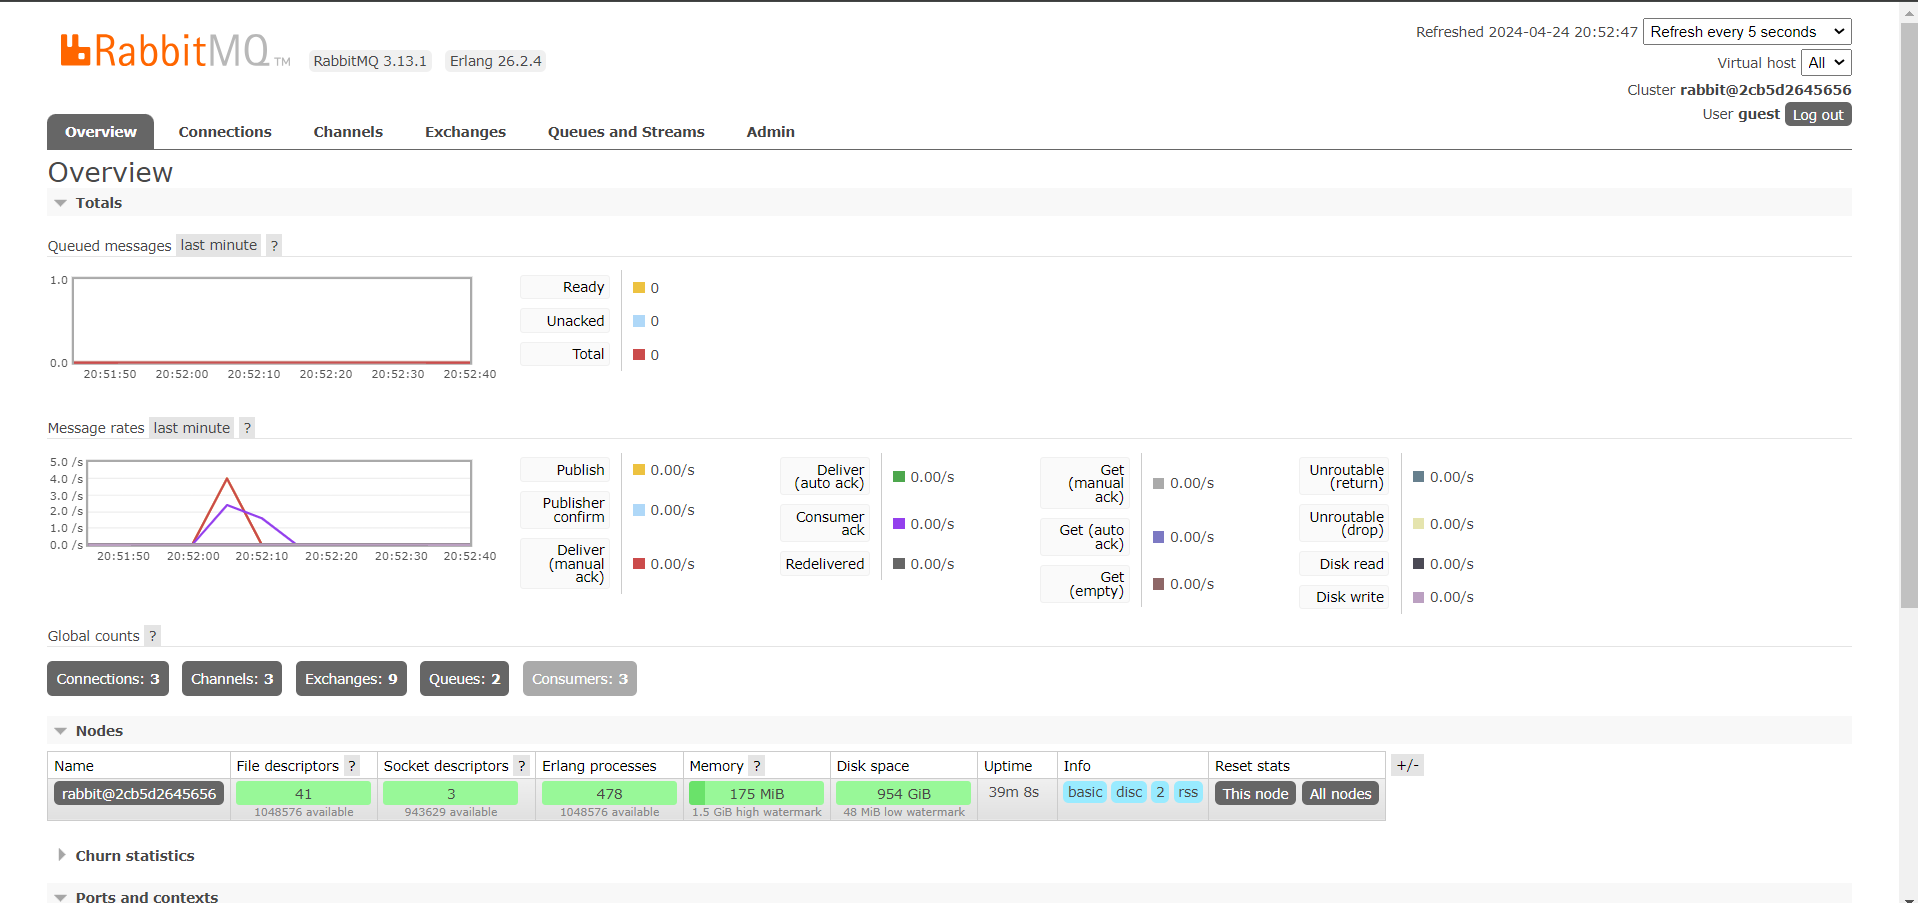 RabbitMQ TM RabbitMQ 3.13.1 Erlang 26.2.4
Refreshed 2024-04-24 20:52:47 Refresh every 5 seconds
Virtual host All
Cluster rabbit@2cb5d2645656
User guest Log out
Overview Connections Channels Exchanges Queues and Streams Admin
Overview
Totals
Queued messages last minute ?
1.0
0.0
20:51:50 20:52:00 20:52:10 20:52:20 20:52:30 20:52:40
Ready 0
Unacked 0
Total 0
Message rates last minute ?
5.0 /s
4.0 /s
3.0 /s
2.0 /s
1.0 /s
0.0 /s
20:51:50 20:52:00 20:52:10 20:52:20 20:52:30 20:52:40
Publish 0.00/s
Publisher
confirm 0.00/s
Deliver
(manual
ack) 0.00/s
Deliver
(auto ack) 0.00/s
Consumer
ack 0.00/s
Redelivered 0.00/s
Get
(manual
ack) 0.00/s
Get (auto
ack) 0.00/s
Get
(empty) 0.00/s
Unroutable
(return) 0.00/s
Unroutable
(drop) 0.00/s
Disk read 0.00/s
Disk write 0.00/s
Global counts ?
Connections: 3 Channels: 3 Exchanges: 9 Queues: 2 Consumers: 3
Nodes
Name File descriptors ? Socket descriptors ? Erlang processes Memory ? Disk space Uptime Info Reset stats +/-
rabbit@2cb5d2645656 41 3 478 175 MiB 954 GiB 39m 8s basic disc 2 rss This node All nodes
1048576 available 943629 available 1048576 available 1.5 GiB high watermark 48 MiB low watermark
Churn statistics
Ports and contexts